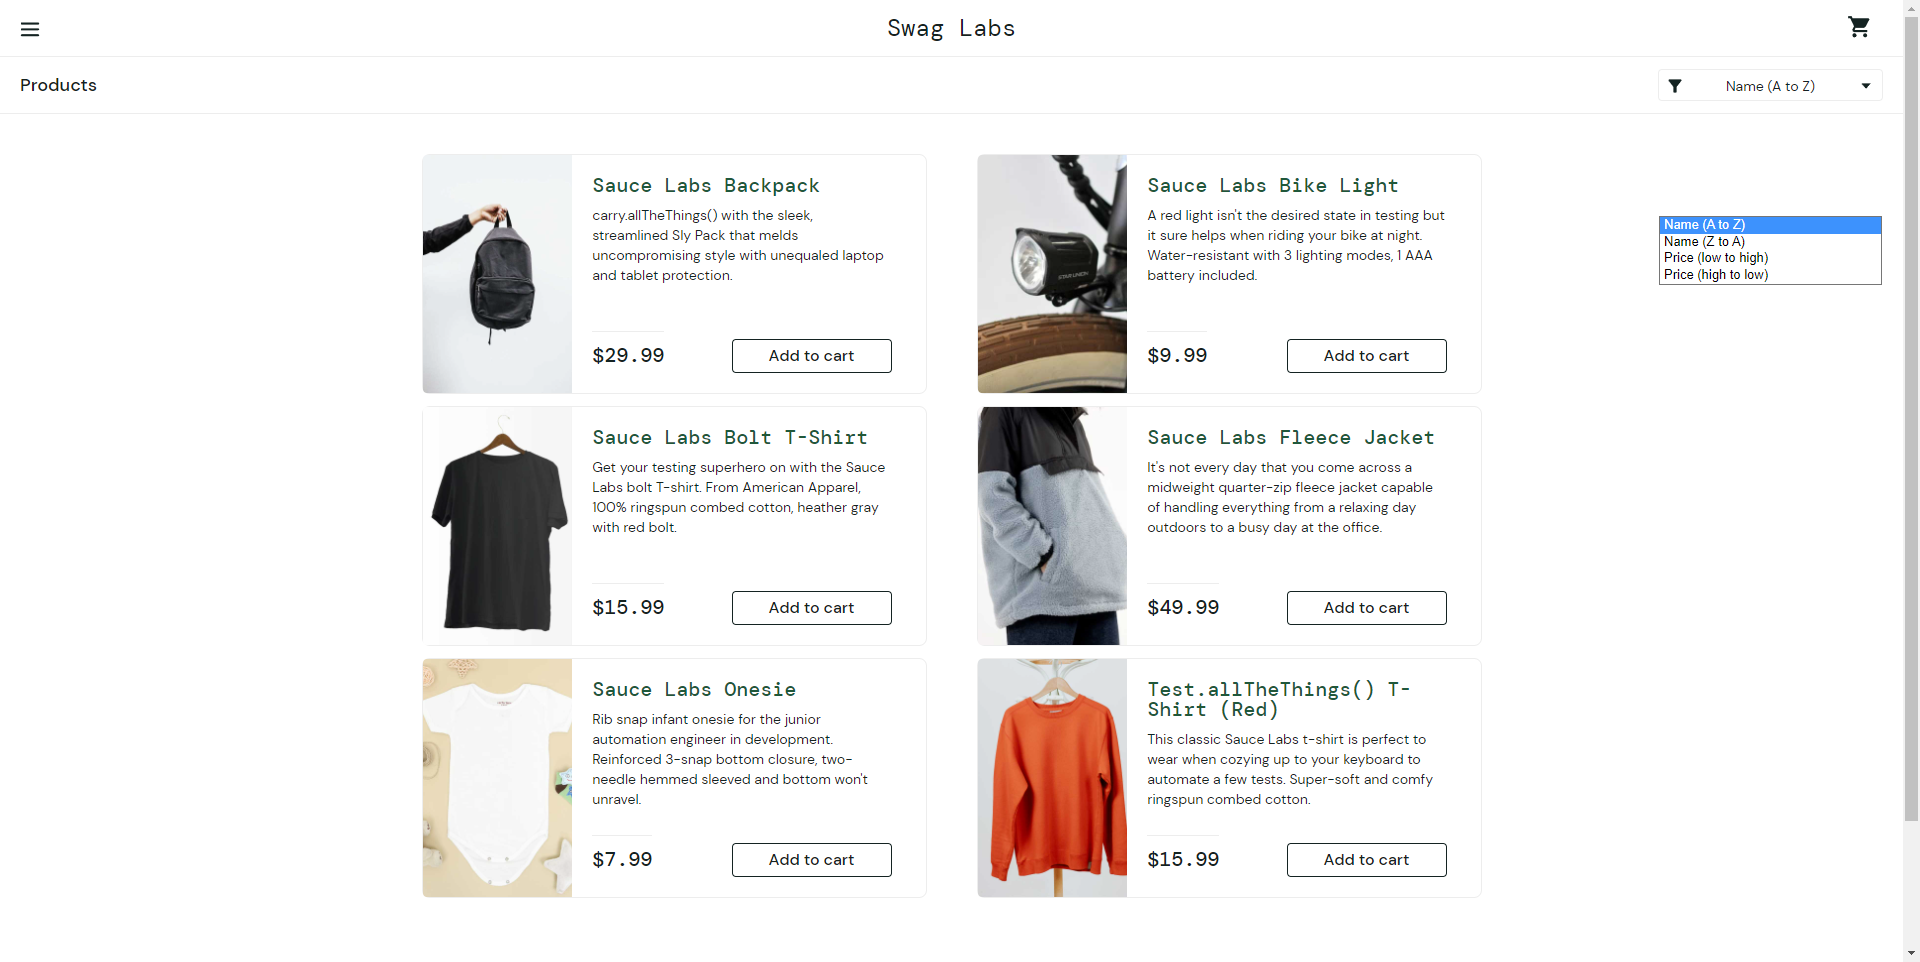 Swag Labs
Products
Name (A to Z)
Name (A to Z)
Name (Z to A)
Price (low to high)
Price (high to low)
Sauce Labs Backpack
carry.allTheThings() with the sleek,
streamlined Sly Pack that melds
uncompromising style with unequaled laptop
and tablet protection.
$29.99
Add to cart
Sauce Labs Bike Light
A red light isn't the desired state in testing but
it sure helps when riding your bike at night.
Water-resistant with 3 lighting modes, 1 AAA
battery included.
$9.99
Add to cart
STAR UNION
Sauce Labs Bolt T-Shirt
Get your testing superhero on with the Sauce
Labs bolt T-shirt. From American Apparel,
100% ringspun combed cotton, heather gray
with red bolt.
$15.99
Add to cart
Sauce Labs Fleece Jacket
It's not every day that you come across a
midweight quarter-zip fleece jacket capable
of handling everything from a relaxing day
outdoors to a busy day at the office.
$49.99
Add to cart
Sauce Labs Onesie
Rib snap infant onesie for the junior
automation engineer in development.
Reinforced 3-snap bottom closure, two-
needle hemmed sleeved and bottom won't
unravel.
$7.99
Add to cart
Test.allTheThings() T-
Shirt (Red)
This classic Sauce Labs t-shirt is perfect to
wear when cozying up to your keyboard to
automate a few tests. Super-soft and comfy
ringspun combed cotton.
$15.99
Add to cart